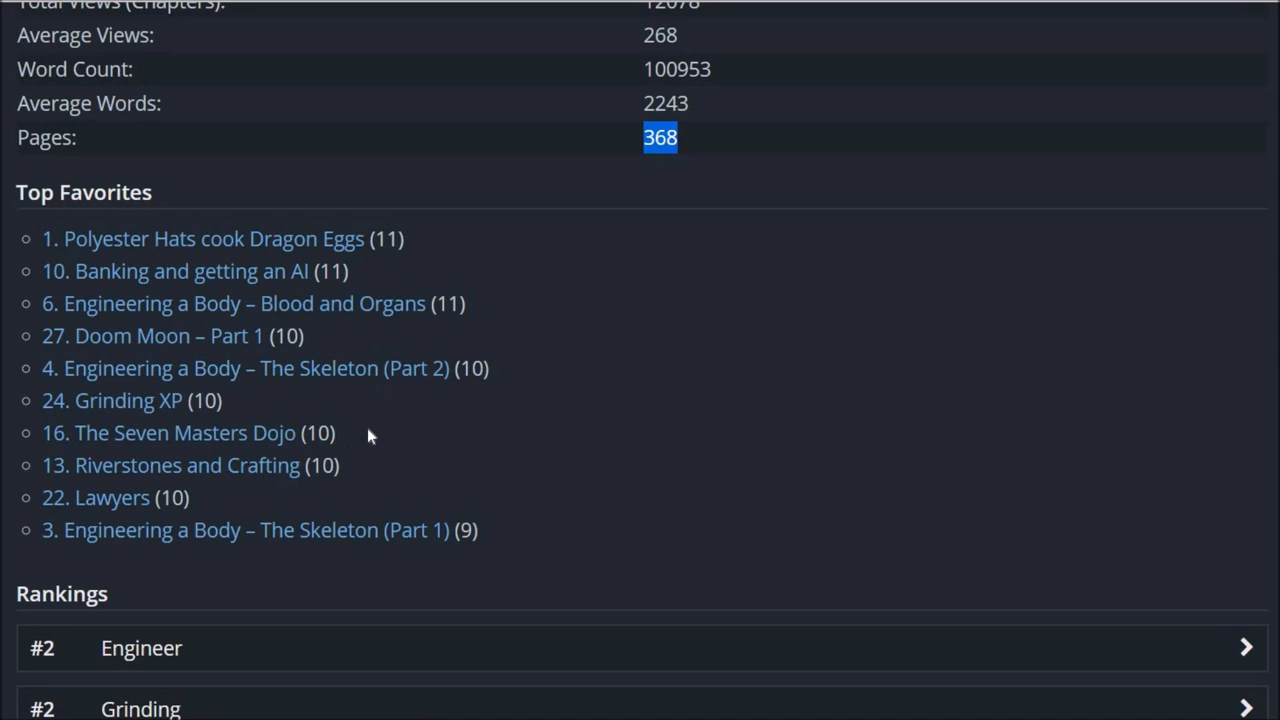 Total Views (Chapters): 12078
Average Views: 268
Word Count: 100953
Average Words: 2243
Pages: 368
Top Favorites
1. Polyester Hats cook Dragon Eggs (11)
10. Banking and getting an AI (11)
6. Engineering a Body – Blood and Organs (11)
27. Doom Moon – Part 1 (10)
4. Engineering a Body – The Skeleton (Part 2) (10)
24. Grinding XP (10)
16. The Seven Masters Dojo (10)
13. Riverstones and Crafting (10)
22. Lawyers (10)
3. Engineering a Body – The Skeleton (Part 1) (9)
Rankings
#2 Engineer
#2 Grinding